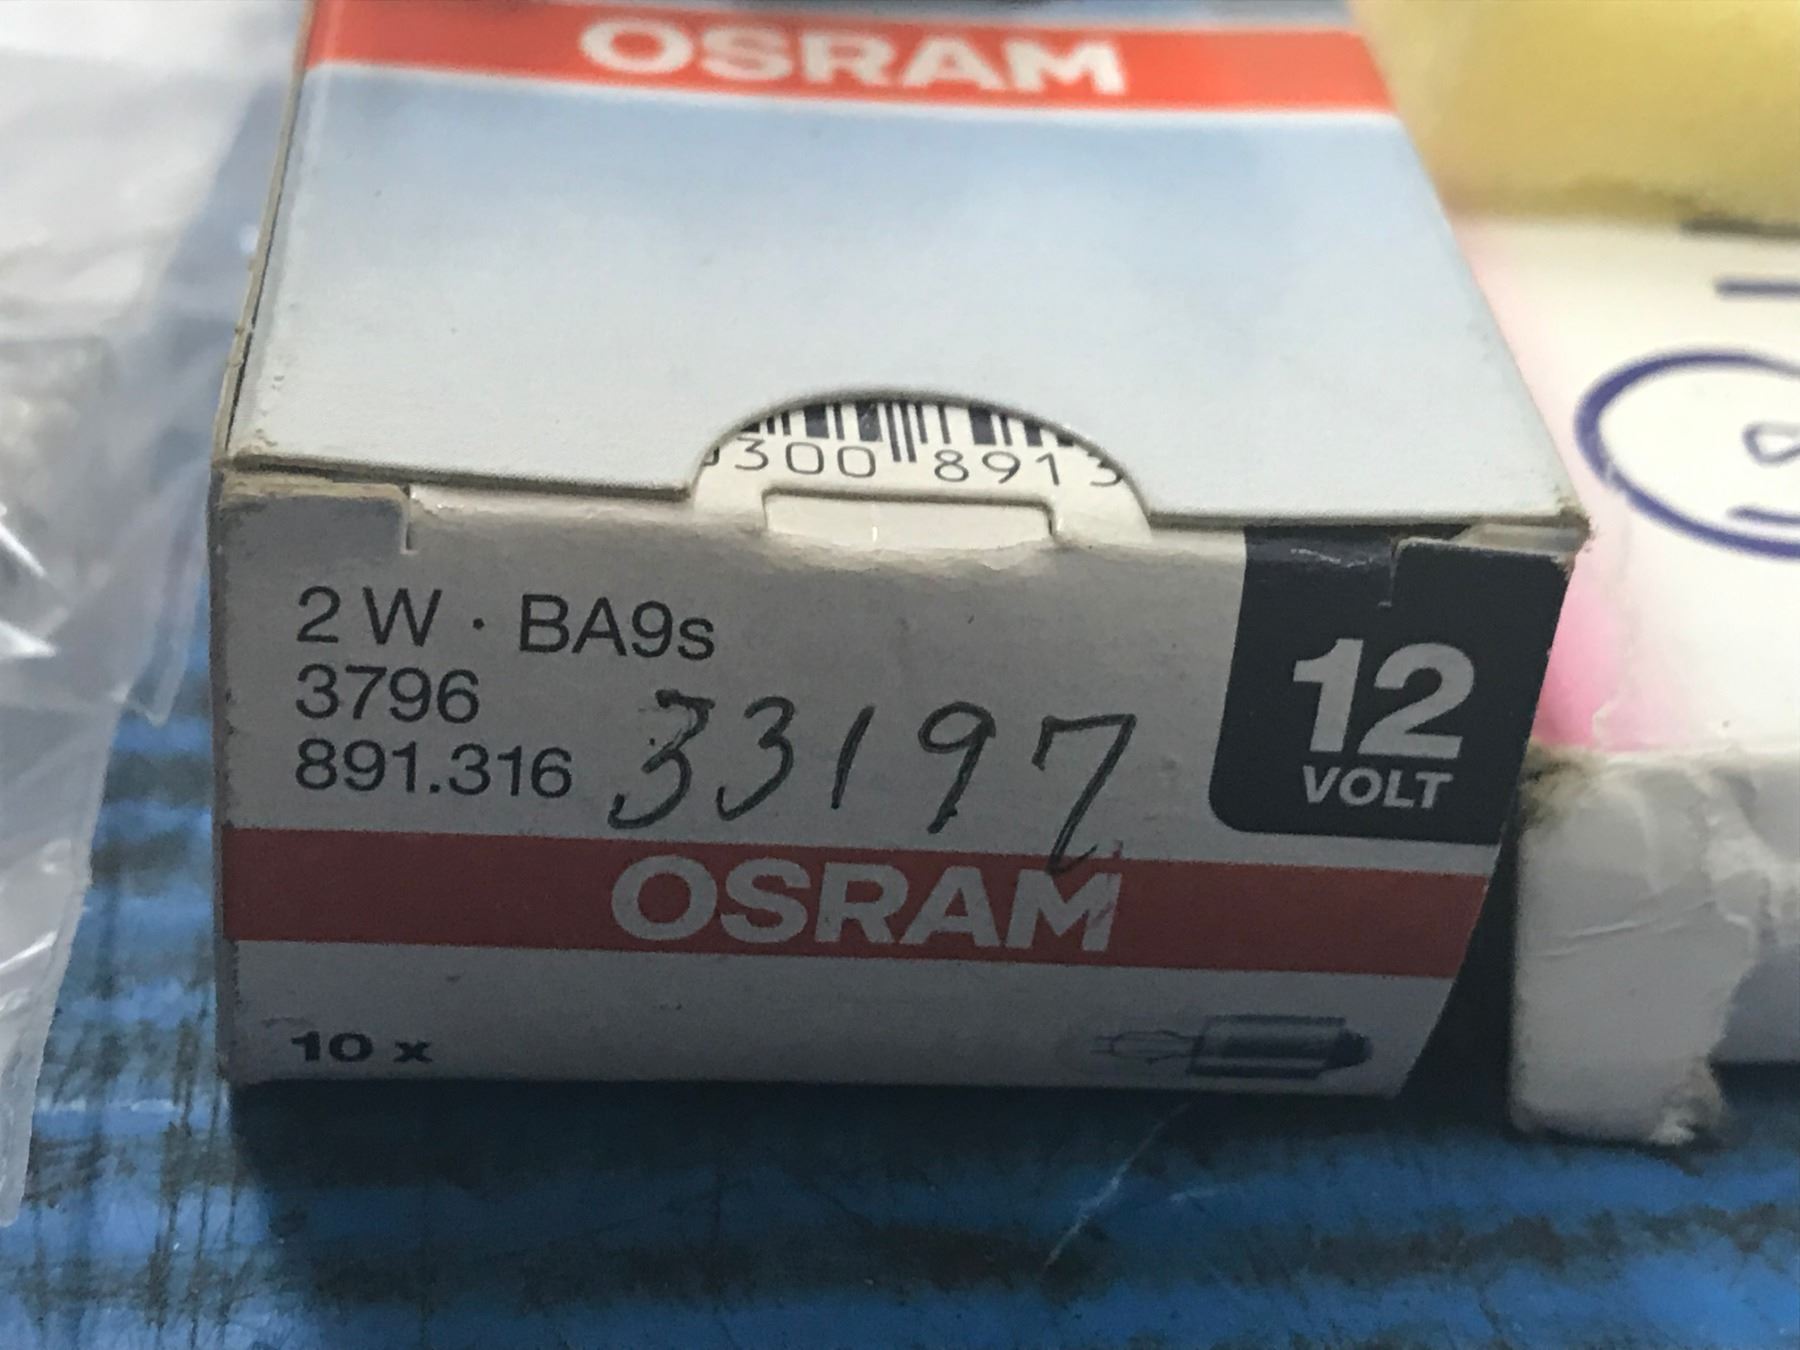 OSRAM
300 891
2 W · BA9s
3796
891.316
33197
12
VOLT
OSRAM
10 x